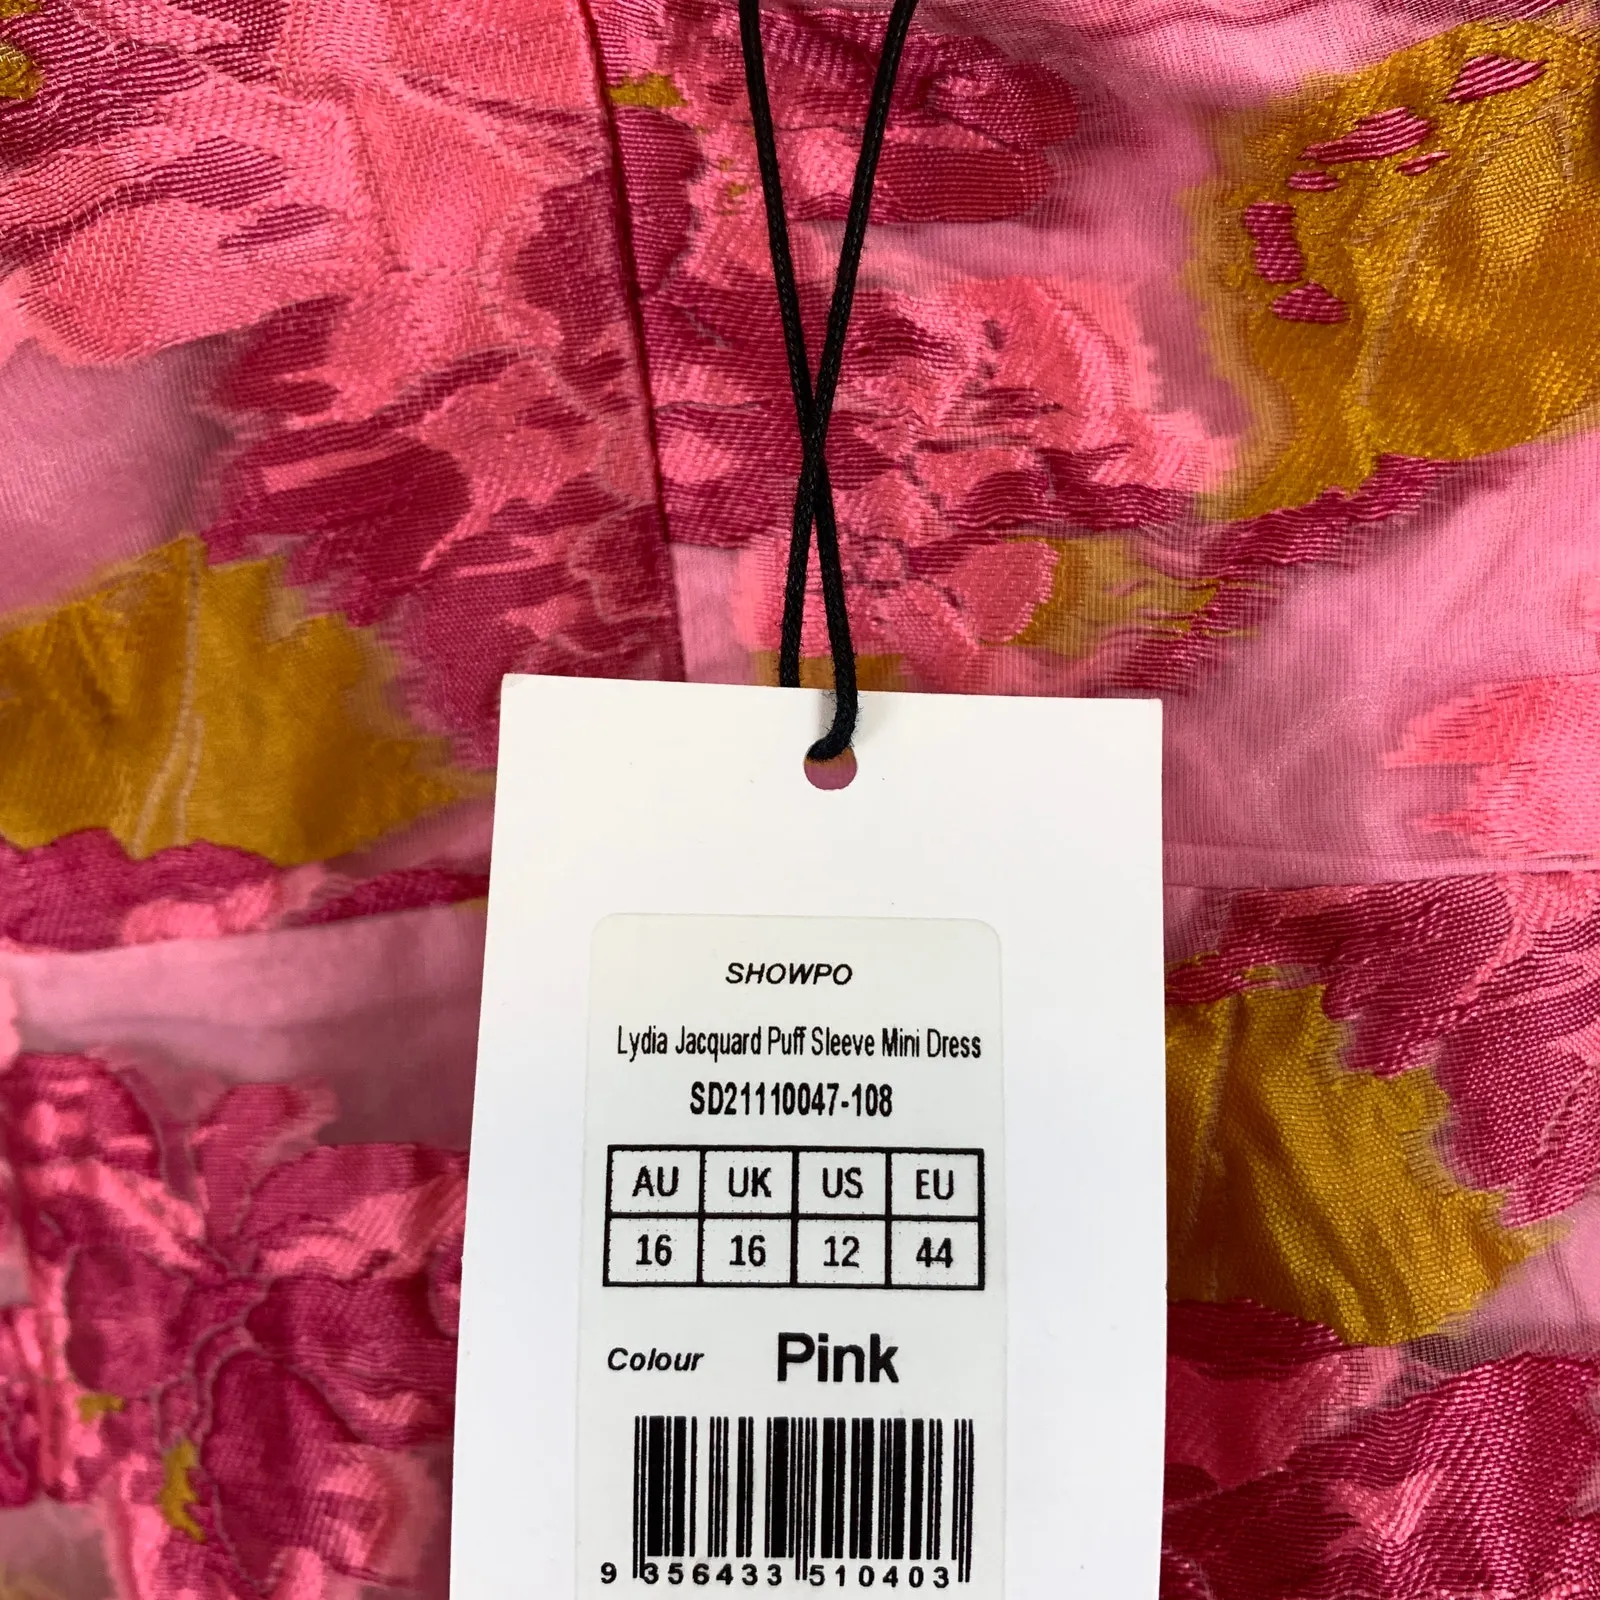 SHOWPO
Lydia Jacquard Puff Sleeve Mini Dress
SD21110047-108
AU UK US EU
16 16 12 44
Colour Pink
9 356433 510403